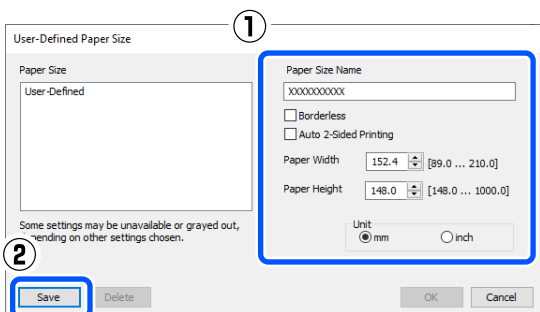 1
User-Defined Paper Size
Paper Size
User-Defined
Paper Size Name
XXXXXXXXXX
Borderless
Auto 2-Sided Printing
Paper Width 152.4 [89.0 ... 210.0]
Paper Height 148.0 [148.0 ... 1000.0]
Unit
mm inch
Some settings may be unavailable or grayed out,
depending on other settings chosen.
2
Save Delete OK Cancel